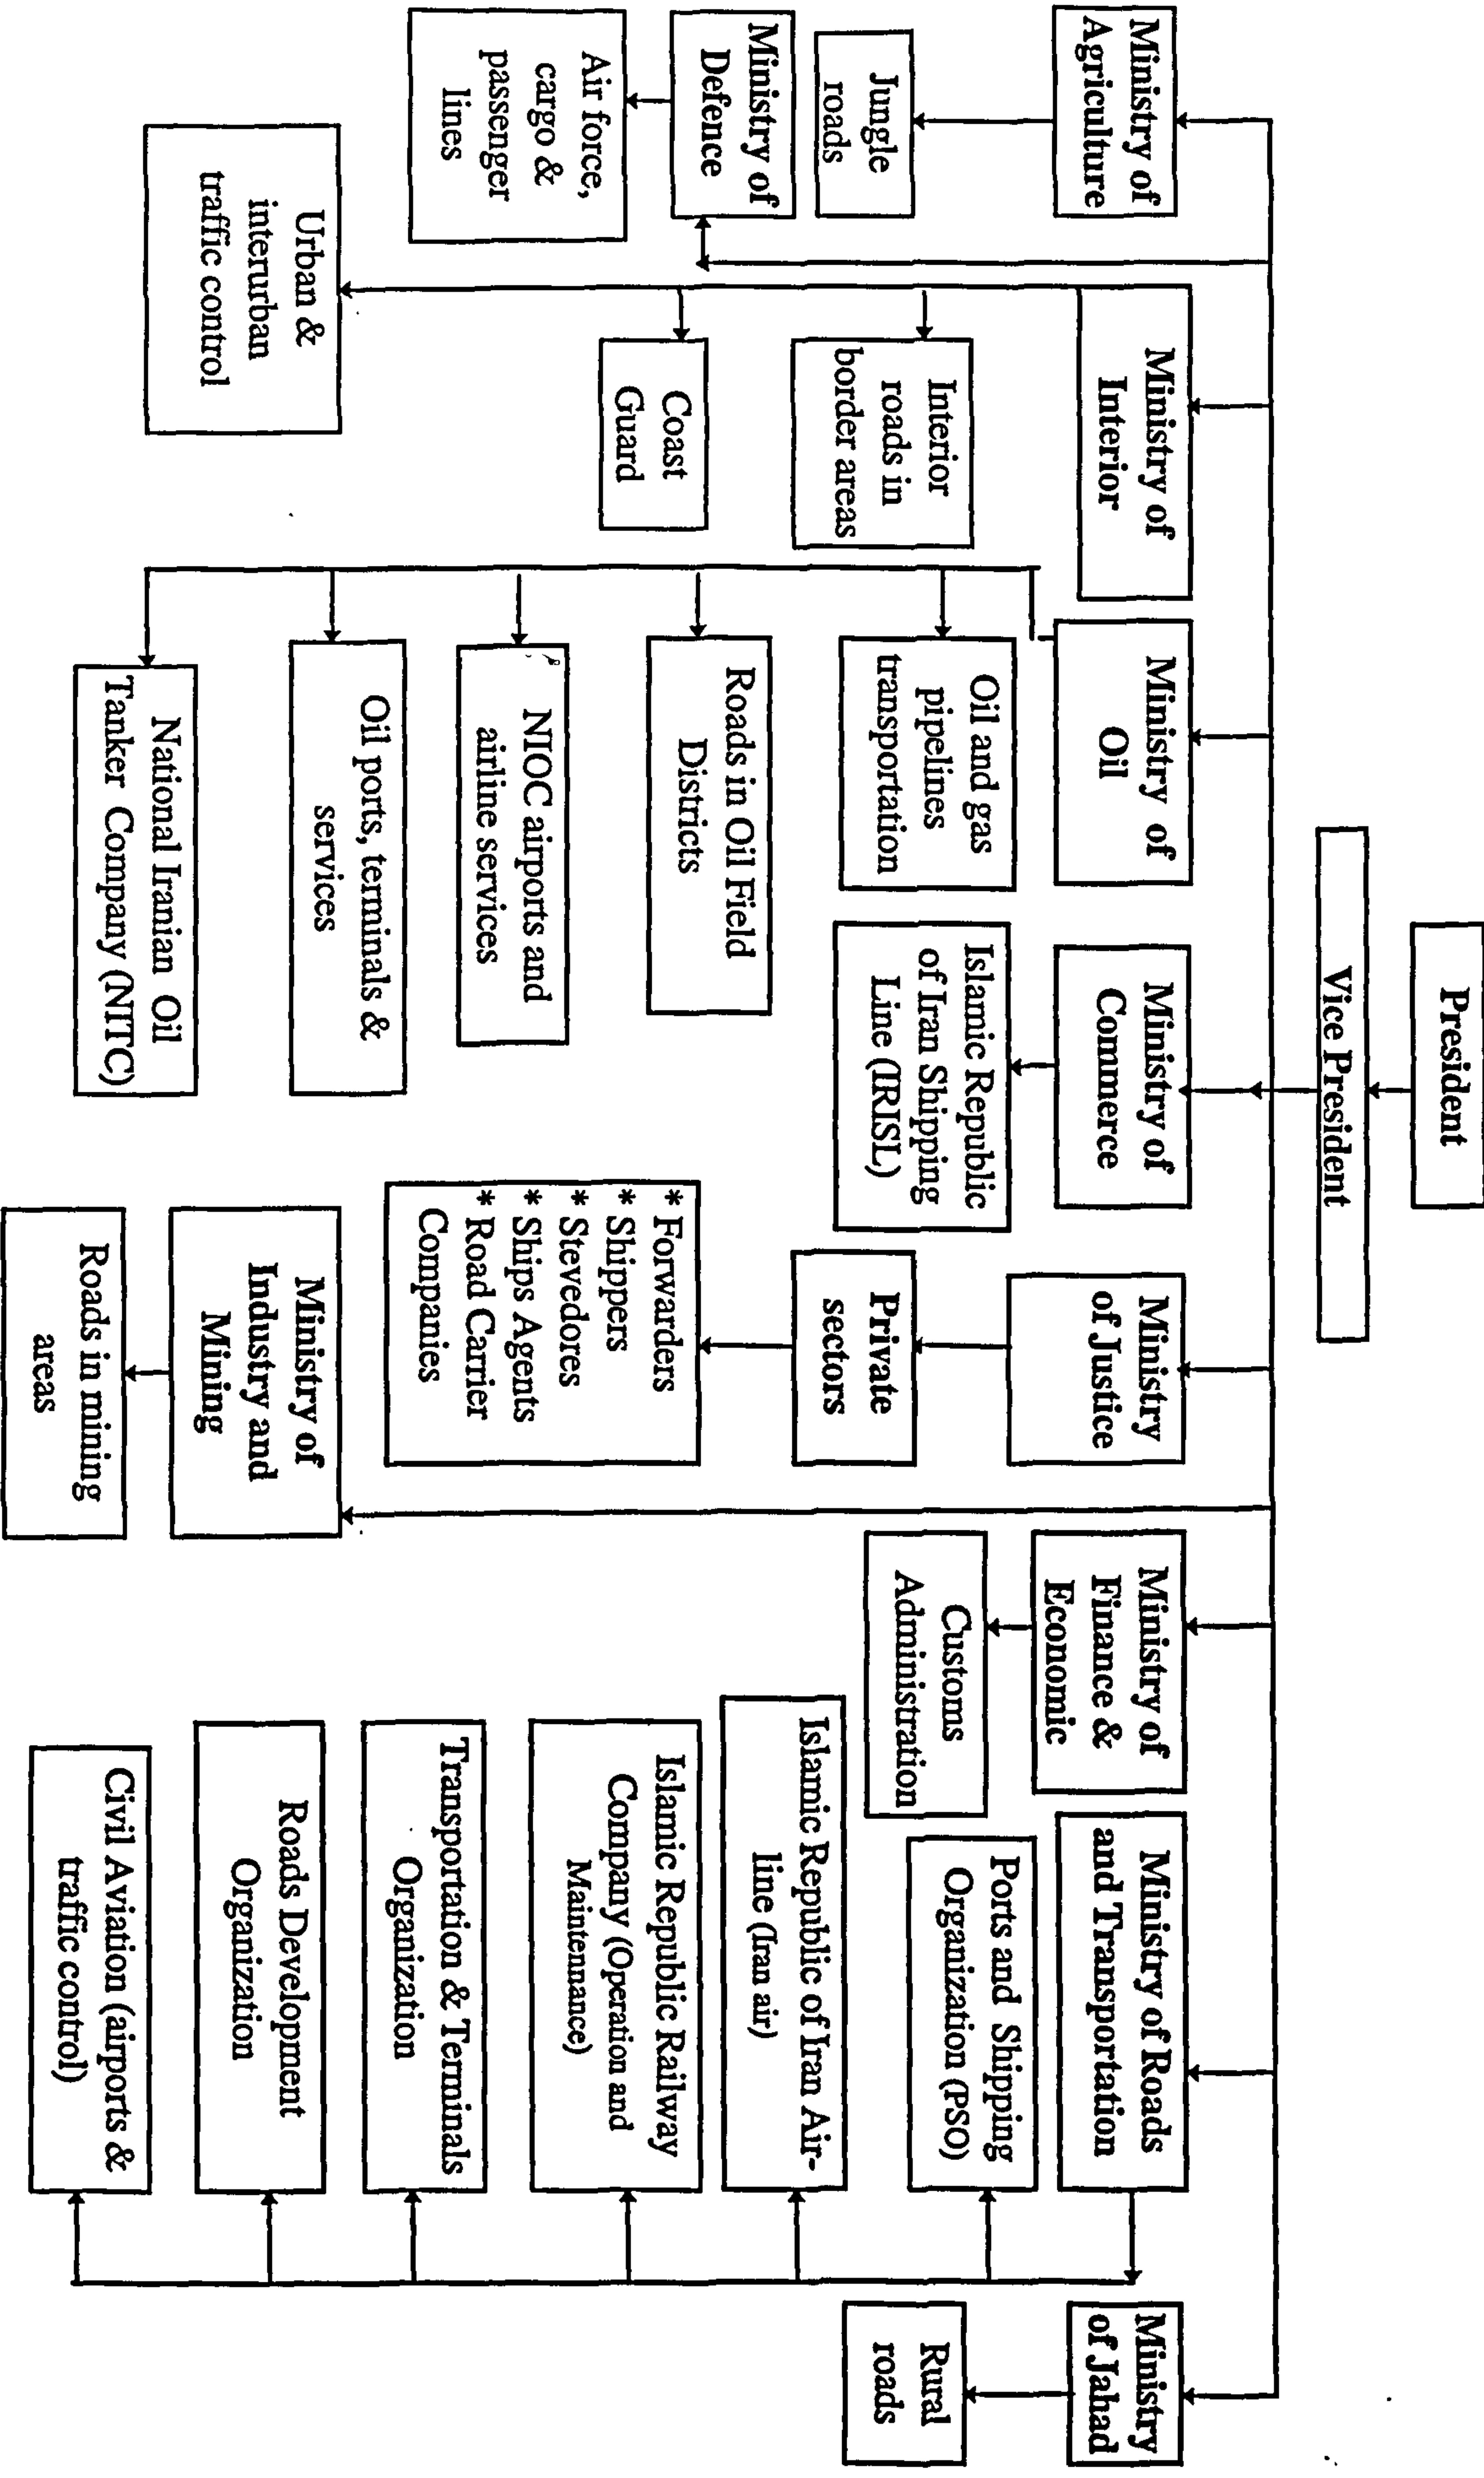 President
Vice President
Ministry of
Agriculture
Jungle
roads
Ministry of
Defence
Air force,
cargo &
passenger
lines
Ministry of
Interior
Interior
roads in
border areas
Coast
Guard
Urban &
interurban
traffic control
Ministry of
Oil
Oil and gas
pipelines
transportation
Roads in Oil Field
Districts
NIOC airports and
airline services
Oil ports, terminals &
services
National Iranian Oil
Tanker Company (NITC)
Ministry of
Commerce
Islamic Republic
of Iran Shipping
Line (IRISL)
Ministry
of Justice
Private
sectors
* Forwarders
* Shippers
* Stevedores
* Ships Agents
* Road Carrier
Companies
Ministry of
Industry and
Mining
Roads in mining
areas
Ministry of
Finance &
Economic
Customs
Administration
Ministry of Roads
and Transportation
Ports and Shipping
Organization (PSO)
Islamic Republic of Iran Air-
line (Iran air)
Islamic Republic Railway
Company (Operation and
Maintennance)
Transportation & Terminals
Organization
Roads Development
Organization
Civil Aviation (airports &
traffic control)
Ministry
of Jahad
Rural
roads